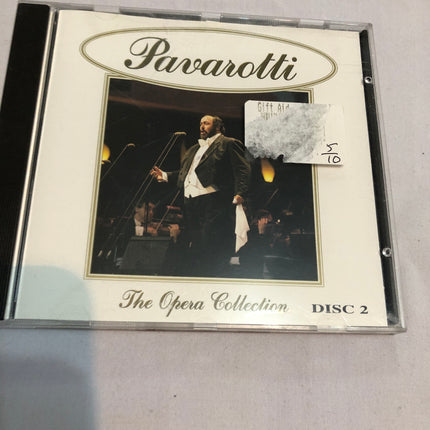 Pavarotti
Gift Aid
5
10
The Opera Collection DISC 2